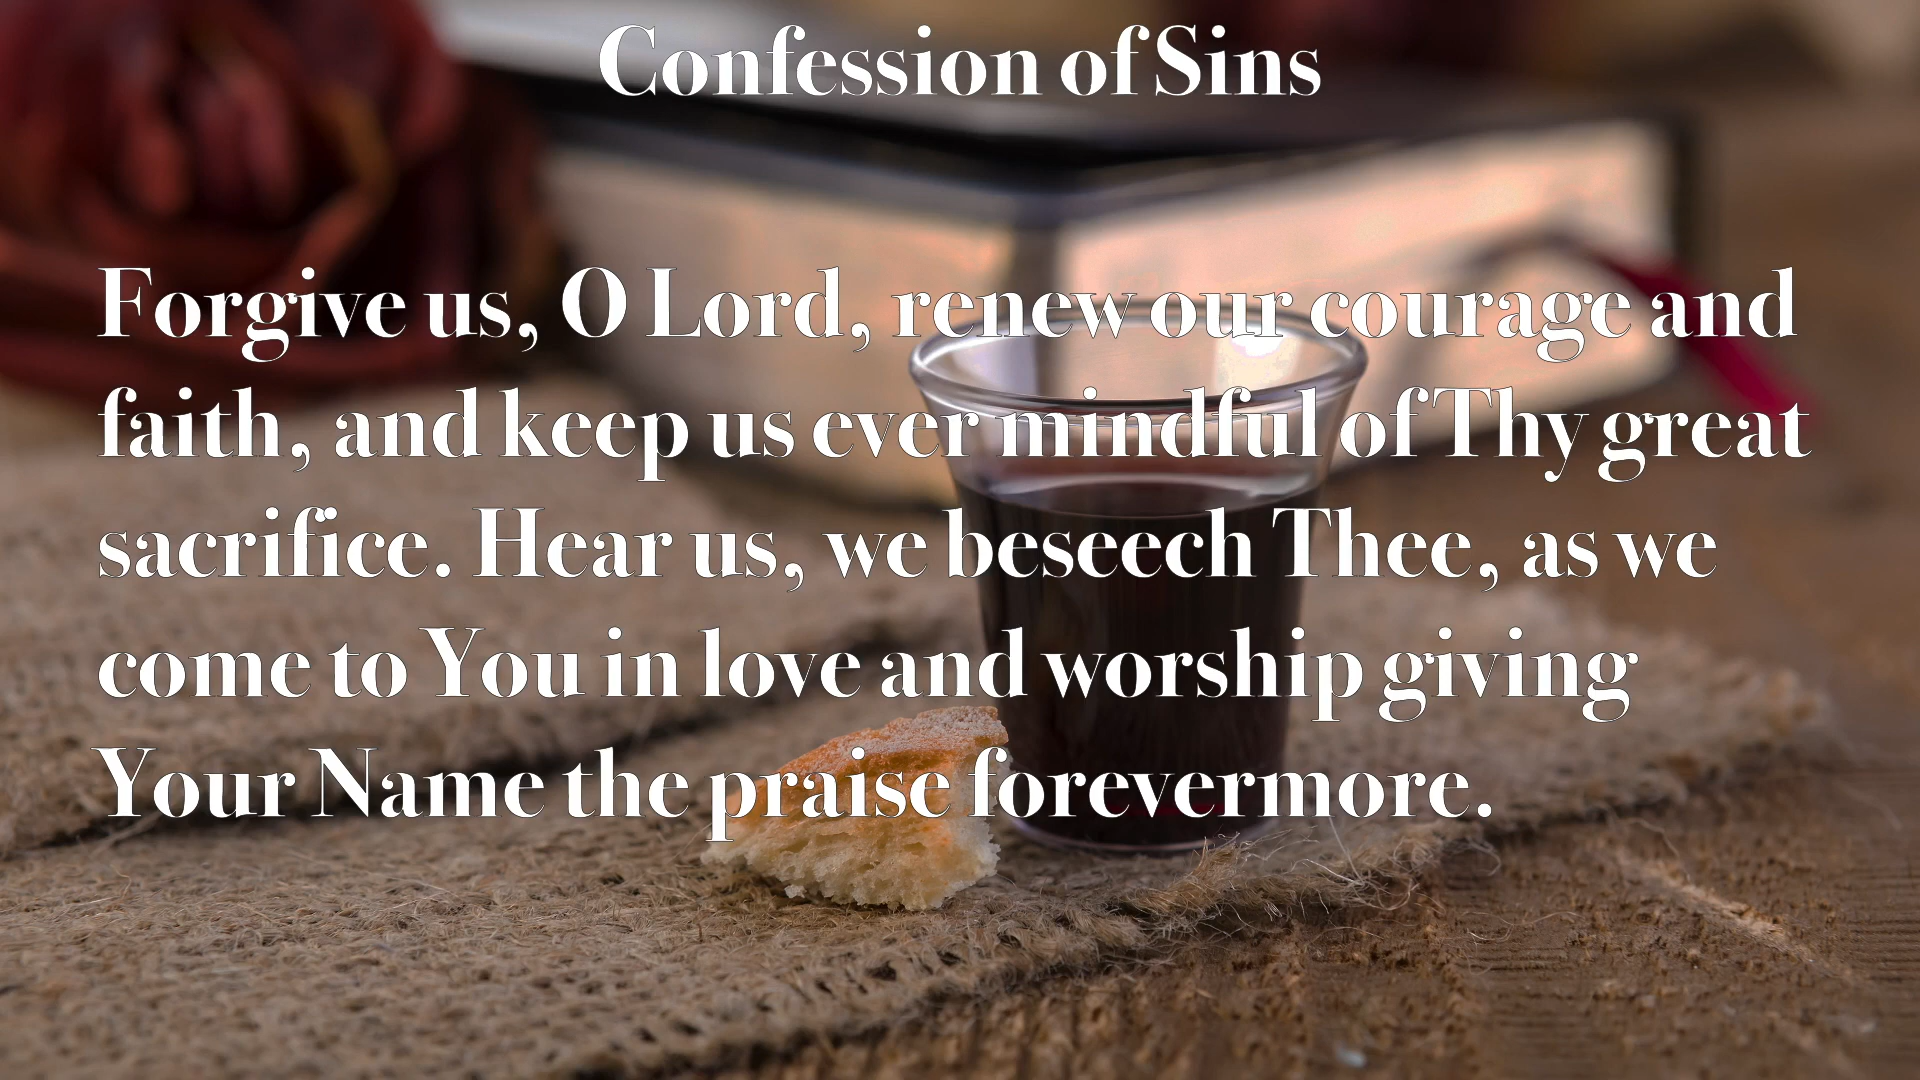 Confession of Sins
Forgive us, O Lord, renew our courage and
faith, and keep us ever mindful of Thy great
sacrifice. Hear us, we beseech Thee, as we
come to You in love and worship giving
Your Name the praise forevermore.